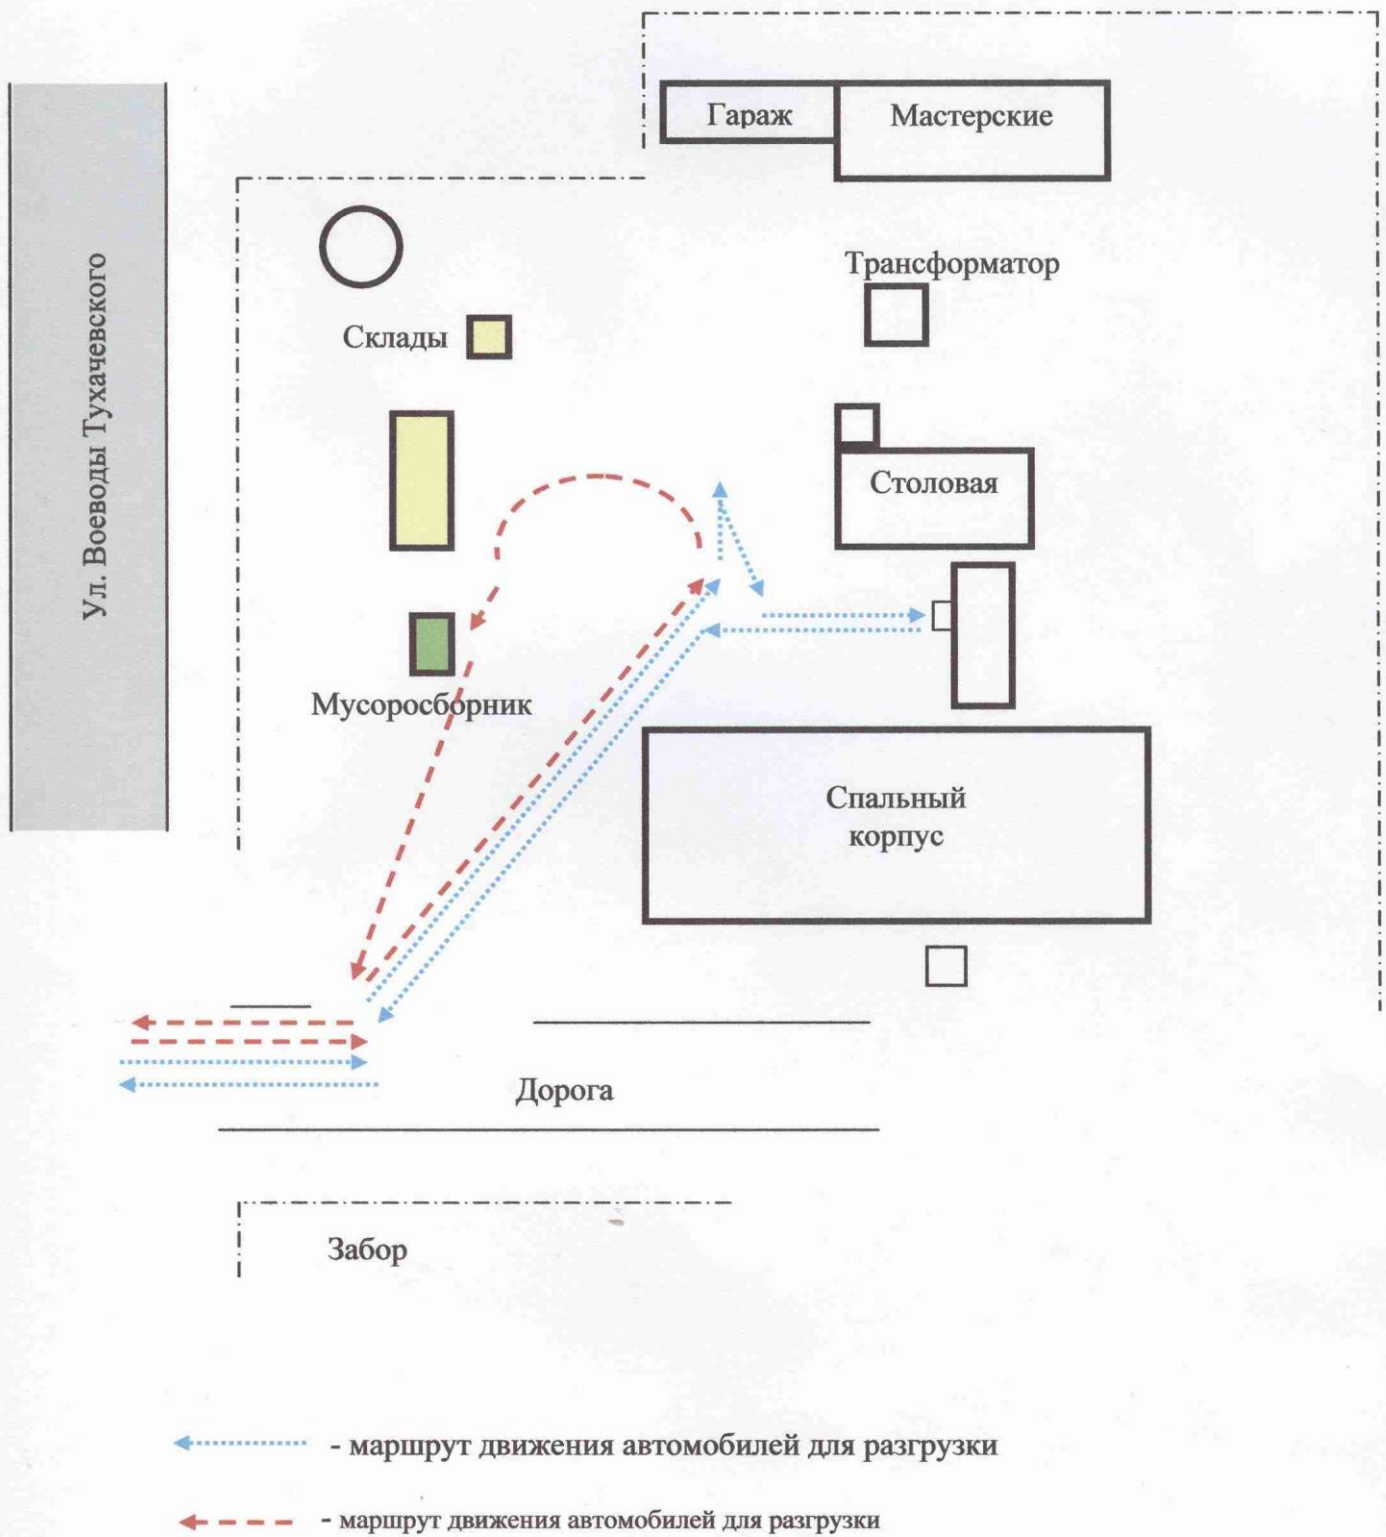 Гараж
Мастерские
Трансформатор
Склады
Ул. Воеводы Тухачевского
Столовая
Мусоросборник
Спальный
корпус
Дорога
Забор
- маршрут движения автомобилей для разгрузки
- маршрут движения автомобилей для разгрузки